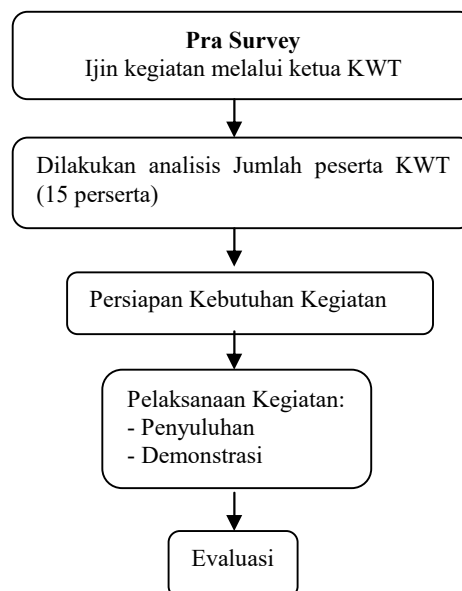 Pra Survey
Ijin kegiatan melalui ketua KWT
Dilakukan analisis Jumlah peserta KWT
(15 perserta)
Persiapan Kebutuhan Kegiatan
Pelaksanaan Kegiatan:
- Penyuluhan
- Demonstrasi
Evaluasi